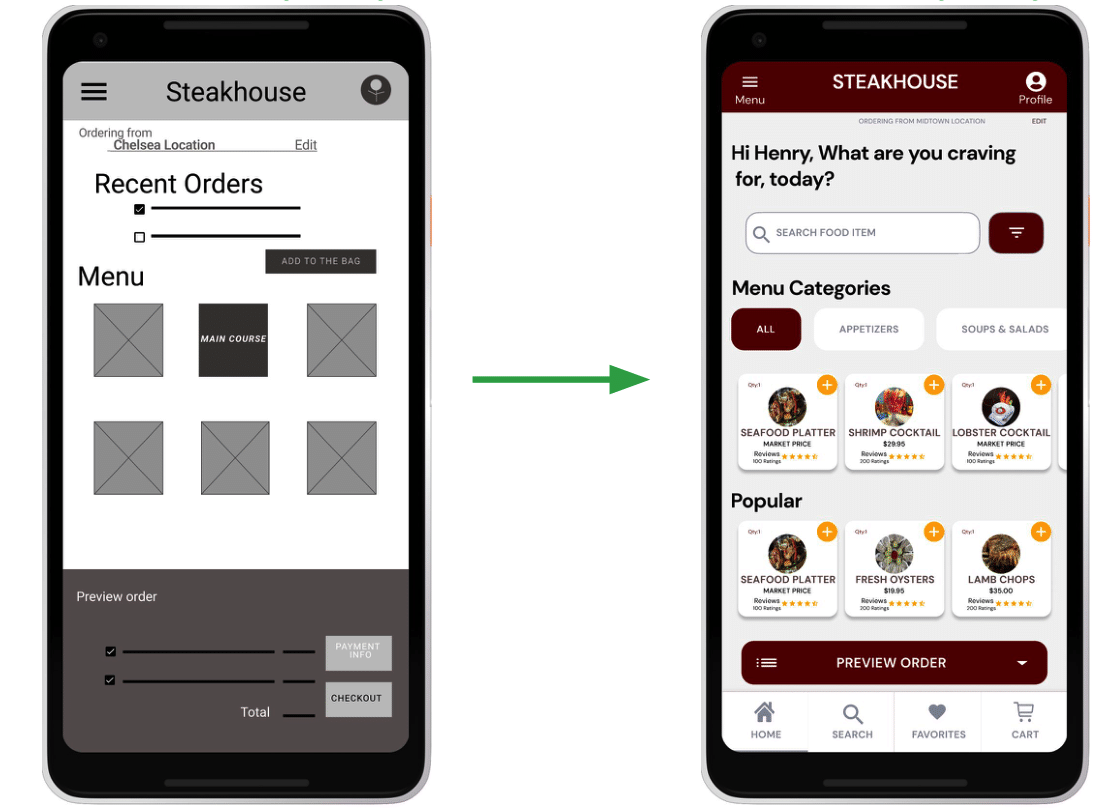 Steakhouse
Ordering from
Chelsea Location Edit
Recent Orders
ADD TO THE BAG
Menu
MAIN COURSE
Preview order
PAYMENT
INFO
CHECKOUT
Total
STEAKHOUSE
Menu
Profile
ORDERING FROM MIDTOWN LOCATION EDIT
Hi Henry, What are you craving
for, today?
SEARCH FOOD ITEM
Menu Categories
ALL APPETIZERS SOUPS & SALADS
Qty:1
SEAFOOD PLATTER
MARKET PRICE
Reviews
100 Ratings
Qty:1
SHRIMP COCKTAIL
$29.95
Reviews
200 Ratings
Qty:1
LOBSTER COCKTAIL
MARKET PRICE
Reviews
100 Ratings
Popular
Qty:1
SEAFOOD PLATTER
MARKET PRICE
Reviews
100 Ratings
Qty:1
FRESH OYSTERS
$19.95
Reviews
200 Ratings
Qty:1
LAMB CHOPS
$35.00
Reviews
200 Ratings
PREVIEW ORDER
HOME SEARCH FAVORITES CART